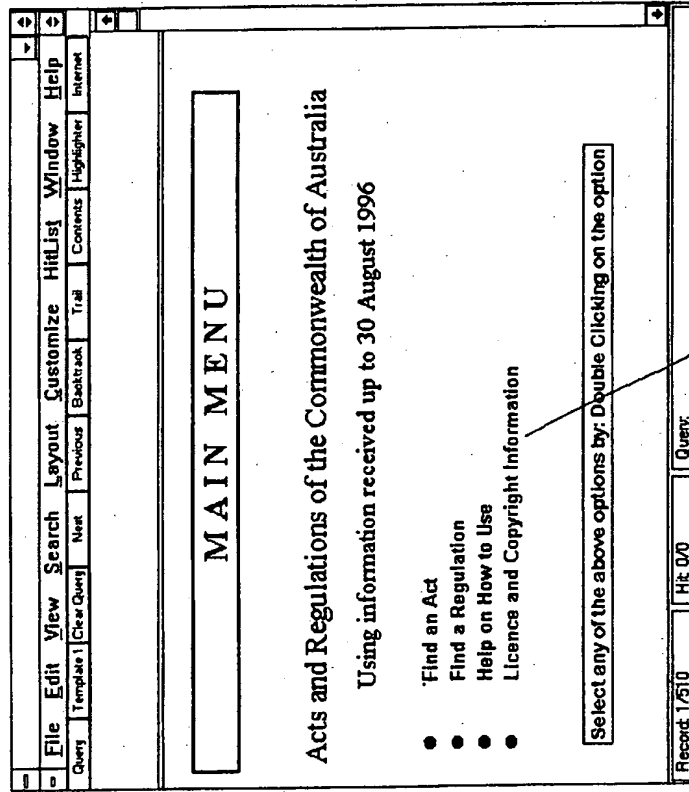 File Edit View Search Layout Customize HitList Window Help
Query Template 1 Clear Query Next Previous Backtrack Trail Contents Highlighter Internet
MAIN MENU
Acts and Regulations of the Commonwealth of Australia
Using information received up to 30 August 1996
Find an Act
Find a Regulation
Help on How to Use
Licence and Copyright Information
Select any of the above options by: Double Clicking on the option
Record: 1/510 Hit: 0/0 Query: